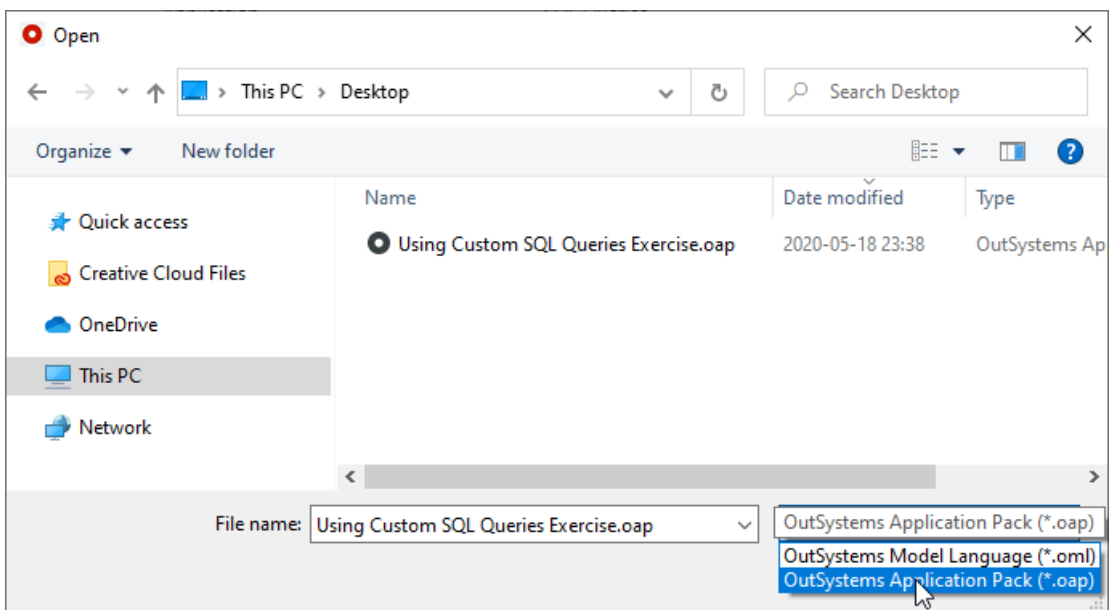 Open
This PC > Desktop
Search Desktop
Organize
New folder
?
Name
Date modified
Type
Quick access
Using Custom SQL Queries Exercise.oap
2020-05-18 23:38
OutSystems Ap
Creative Cloud Files
OneDrive
This PC
Network
File name:
Using Custom SQL Queries Exercise.oap
OutSystems Application Pack (*.oap)
OutSystems Model Language (*.oml)
OutSystems Application Pack (*.oap)